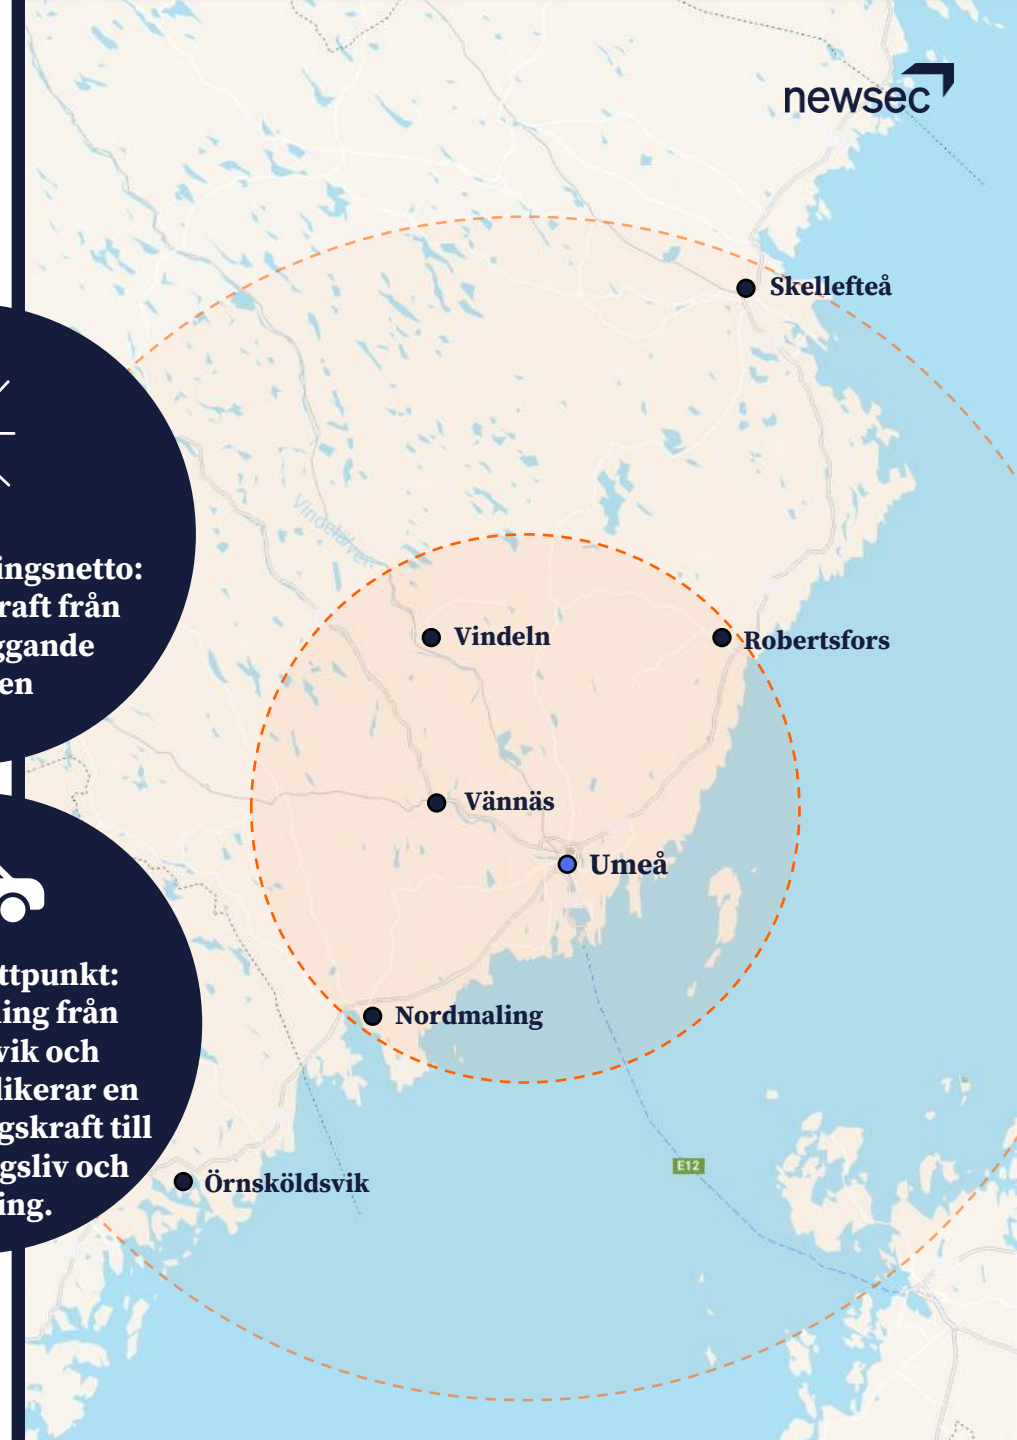 newsec
Skellefteå
Vindelälven
ingsnetto:
raft från
ggande
en
Vindeln
Robertsfors
Vännäs
Umeå
ttpunkt:
ing från
vik och
likerar en
gskraft till
gsliv och
ing.
Nordmaling
E12
Örnsköldsvik